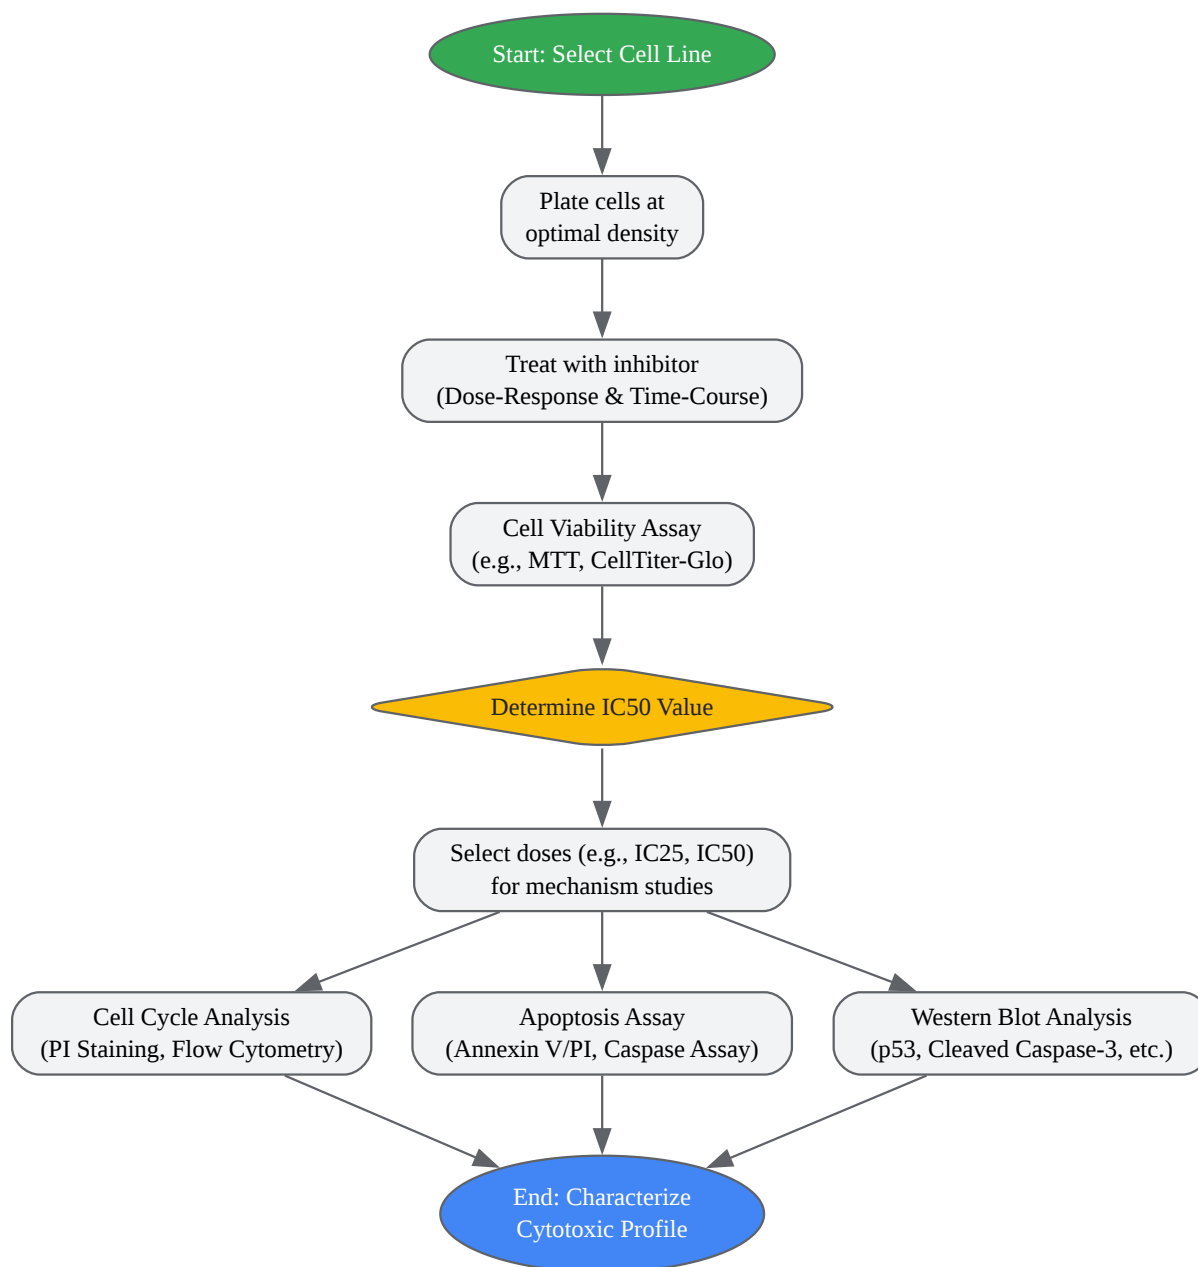 Start: Select Cell Line
Plate cells at
optimal density
Treat with inhibitor
(Dose-Response & Time-Course)
Cell Viability Assay
(e.g., MTT, CellTiter-Glo)
Determine IC50 Value
Select doses (e.g., IC25, IC50)
for mechanism studies
Cell Cycle Analysis
(PI Staining, Flow Cytometry)
Apoptosis Assay
(Annexin V/PI, Caspase Assay)
Western Blot Analysis
(p53, Cleaved Caspase-3, etc.)
End: Characterize
Cytotoxic Profile